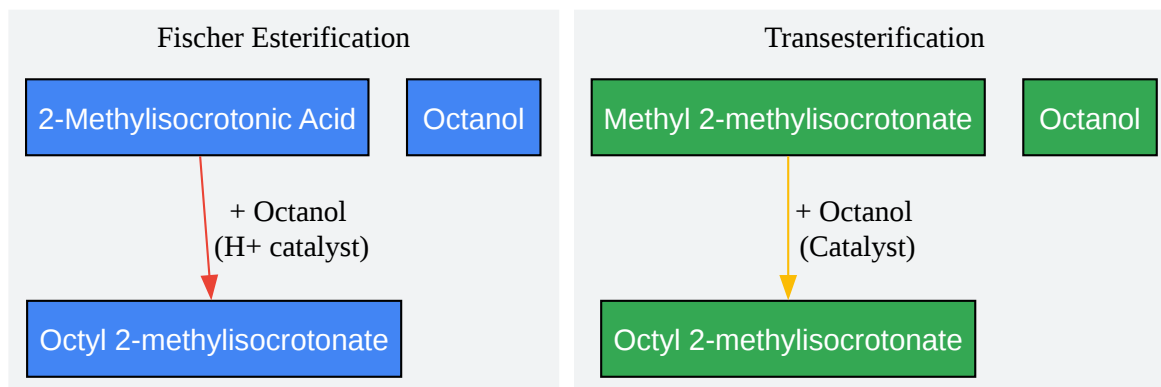 Fischer Esterification
2-Methylisocrotonic Acid
Octanol
+ Octanol
(H+ catalyst)
Octyl 2-methylisocrotonate
Transesterification
Methyl 2-methylisocrotonate
Octanol
+ Octanol
(Catalyst)
Octyl 2-methylisocrotonate